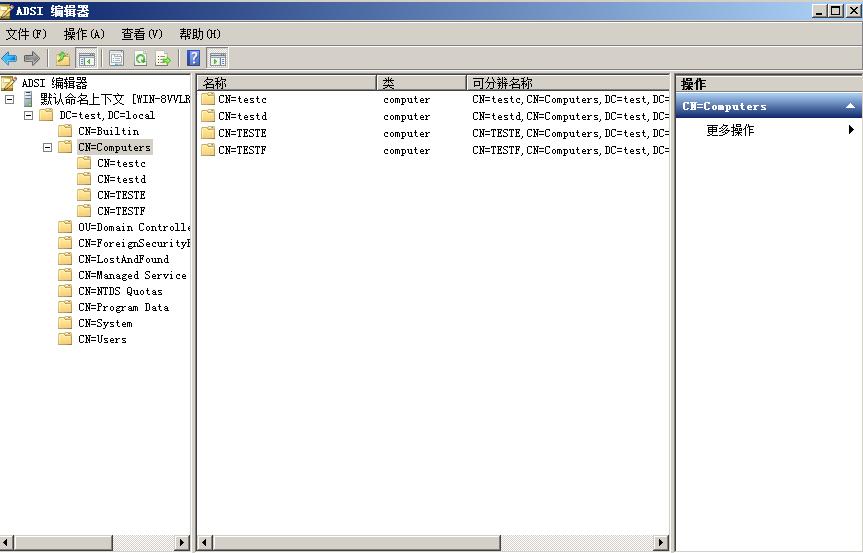 ADSI 编辑器
文件(F) 操作(A) 查看(V) 帮助(H)
ADSI 编辑器
默认命名上下文 [WIN-8VVLR
DC=test,DC=local
CN=Builtin
CN=Computers
CN=testc
CN=testd
CN=TESTE
CN=TESTF
OU=Domain Controlle
CN=ForeignSecurityP
CN=LostAndFound
CN=Managed Service
CN=NTDS Quotas
CN=Program Data
CN=System
CN=Users
名称 类 可分辨名称
CN=testc computer CN=testc,CN=Computers,DC=test,DC=
CN=testd computer CN=testd,CN=Computers,DC=test,DC=
CN=TESTE computer CN=TESTE,CN=Computers,DC=test,DC=
CN=TESTF computer CN=TESTF,CN=Computers,DC=test,DC=
操作
CN=Computers
更多操作